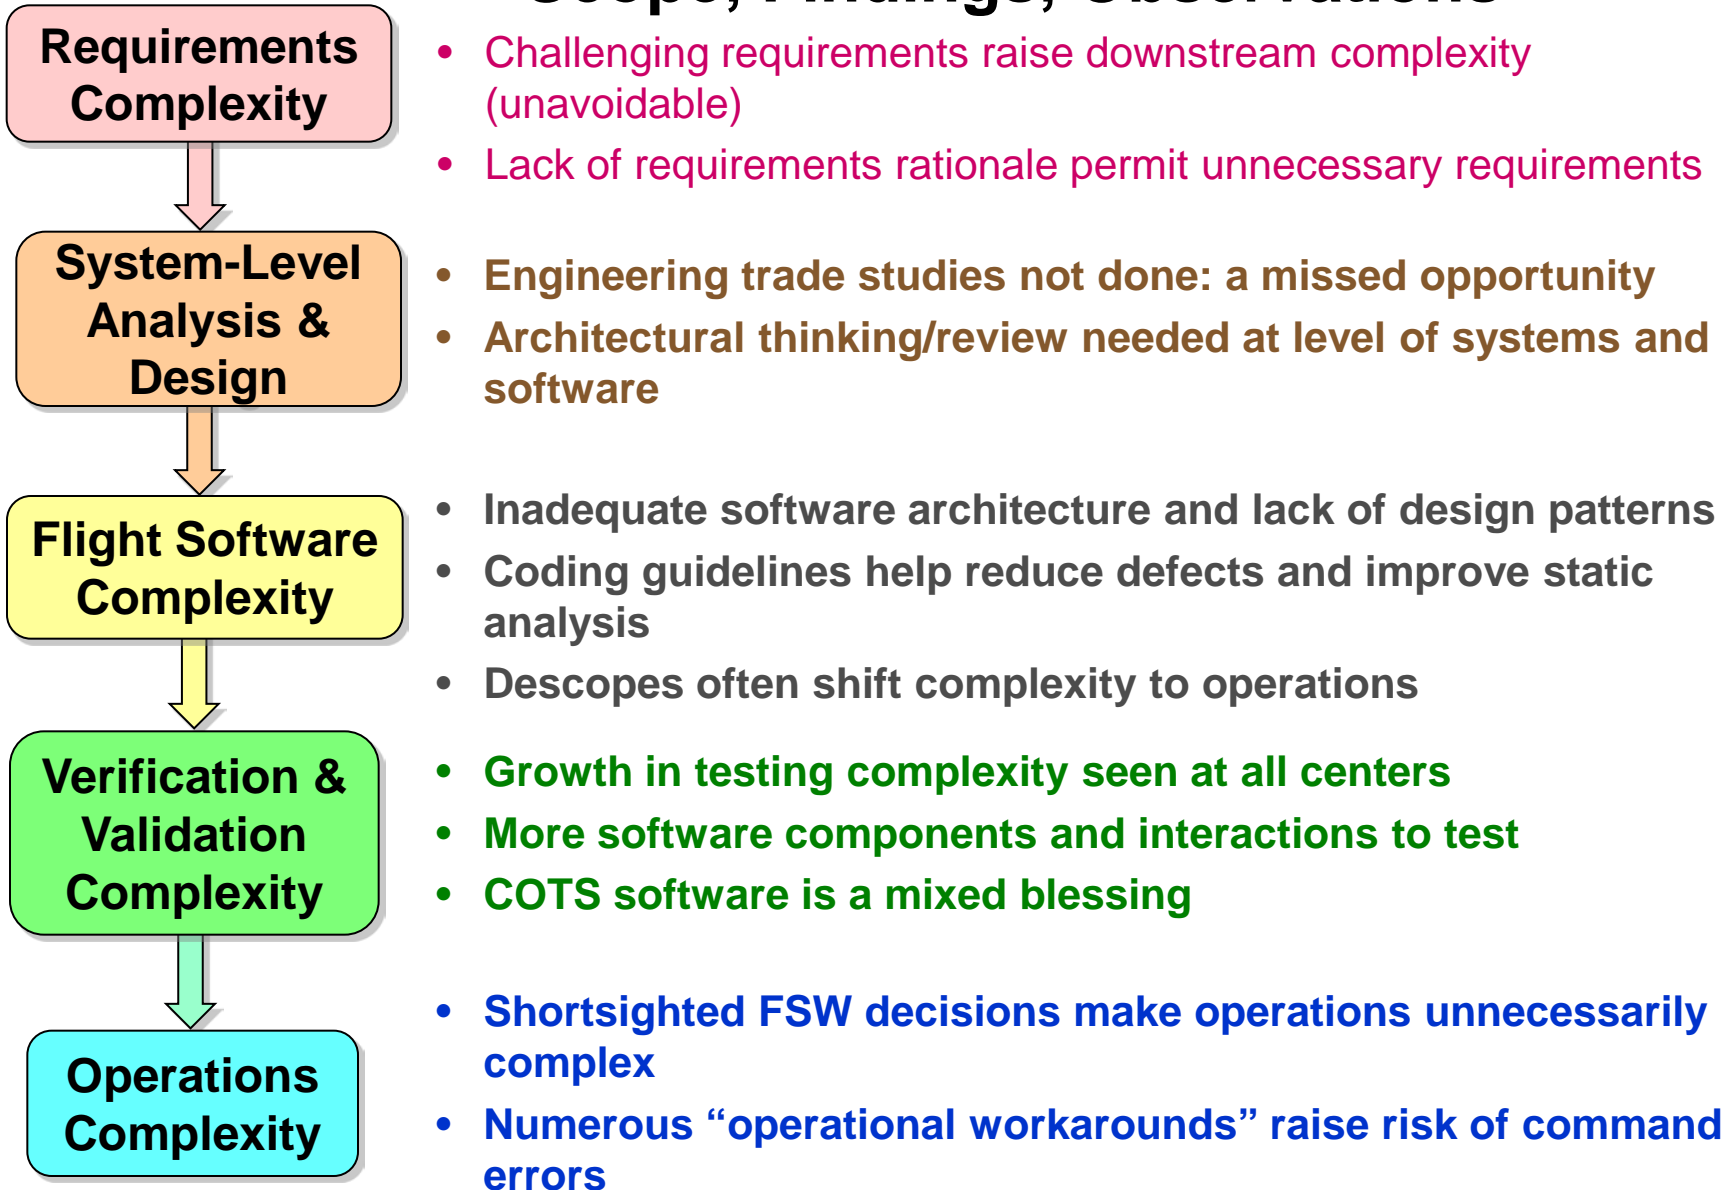 Scope, Findings, Observations
Requirements
Complexity
• Challenging requirements raise downstream complexity
(unavoidable)
• Lack of requirements rationale permit unnecessary requirements
System-Level
Analysis &
Design
• Engineering trade studies not done: a missed opportunity
• Architectural thinking/review needed at level of systems and
software
Flight Software
Complexity
• Inadequate software architecture and lack of design patterns
• Coding guidelines help reduce defects and improve static
analysis
• Descopes often shift complexity to operations
Verification &
Validation
Complexity
• Growth in testing complexity seen at all centers
• More software components and interactions to test
• COTS software is a mixed blessing
Operations
Complexity
• Shortsighted FSW decisions make operations unnecessarily
complex
• Numerous “operational workarounds” raise risk of command
errors